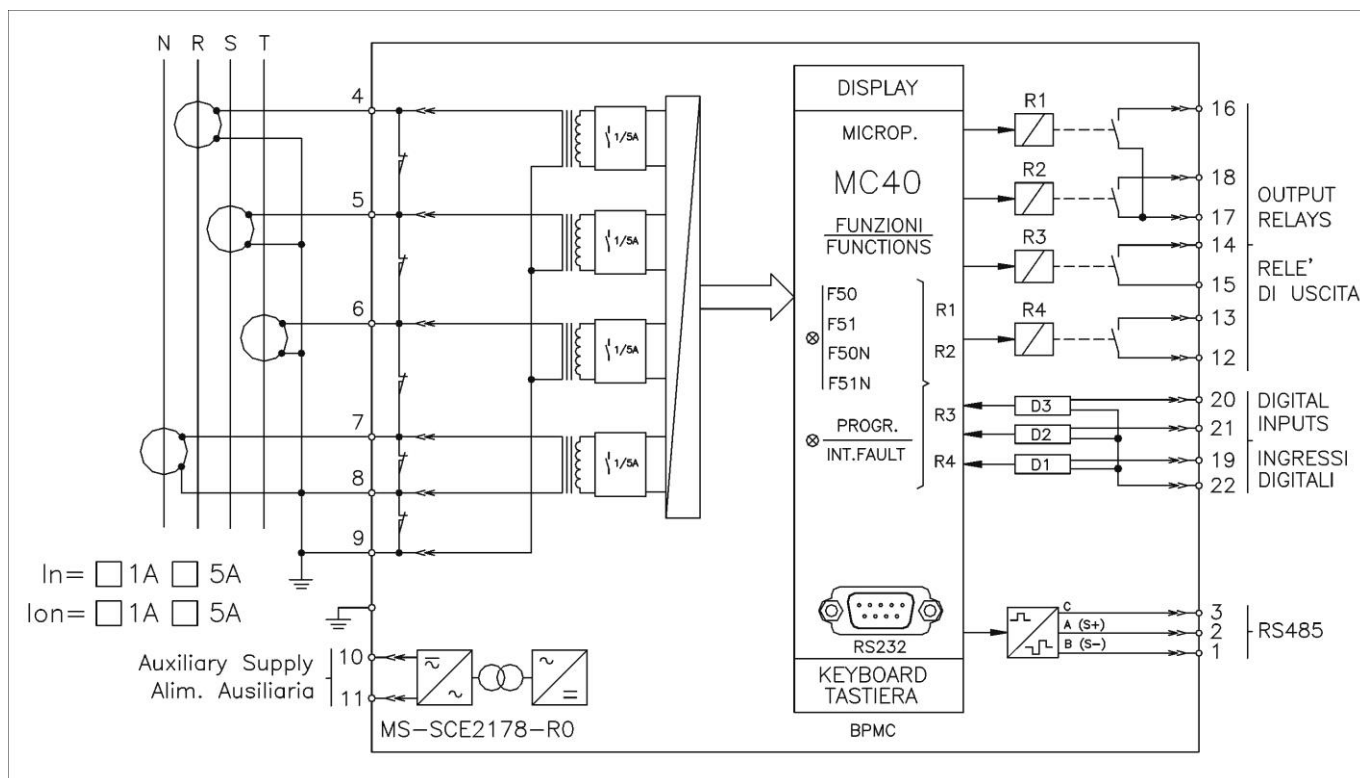 N R S T
4
5
6
7
8
9
In= 1A 5A
Ion= 1A 5A
Auxiliary Supply
Alim. Ausiliaria
10
11
MS-SCE2178-R0
1/5A
1/5A
1/5A
1/5A
DISPLAY
MICROP.
MC40
FUNZIONI
FUNCTIONS
F50
F51
F50N
F51N
R1
R2
R3
R4
PROGR.
INT.FAULT
RS232
KEYBOARD
TASTIERA
BPMC
R1
R2
R3
R4
D3
D2
D1
C
A (S+)
B (S-)
16
18
17
14
15
13
12
OUTPUT
RELAYS
RELE'
DI USCITA
20
21
19
22
DIGITAL
INPUTS
INGRESSI
DIGITALI
3
2
1
RS485